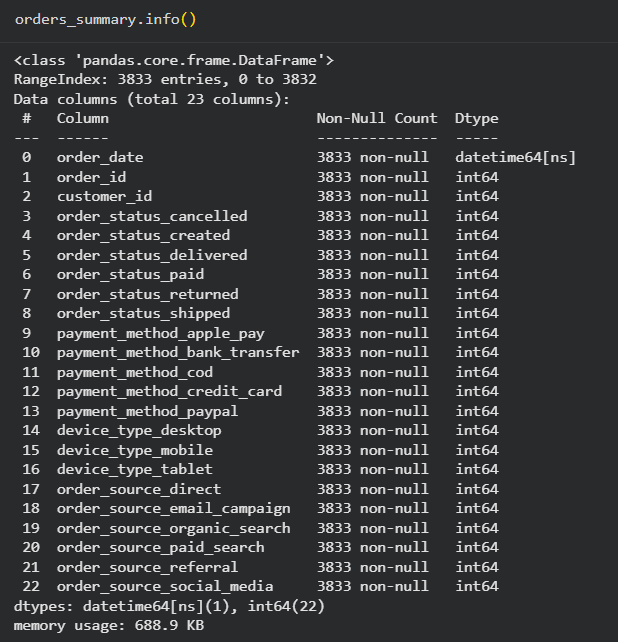 orders_summary.info()
<class 'pandas.core.frame.DataFrame'>
RangeIndex: 3833 entries, 0 to 3832
Data columns (total 23 columns):
 #   Column                        Non-Null Count  Dtype
---  ------                        --------------  -----
 0   order_date                    3833 non-null   datetime64[ns]
 1   order_id                      3833 non-null   int64
 2   customer_id                   3833 non-null   int64
 3   order_status_cancelled        3833 non-null   int64
 4   order_status_created          3833 non-null   int64
 5   order_status_delivered        3833 non-null   int64
 6   order_status_paid             3833 non-null   int64
 7   order_status_returned         3833 non-null   int64
 8   order_status_shipped          3833 non-null   int64
 9   payment_method_apple_pay      3833 non-null   int64
 10  payment_method_bank_transfer  3833 non-null   int64
 11  payment_method_cod            3833 non-null   int64
 12  payment_method_credit_card    3833 non-null   int64
 13  payment_method_paypal         3833 non-null   int64
 14  device_type_desktop           3833 non-null   int64
 15  device_type_mobile            3833 non-null   int64
 16  device_type_tablet            3833 non-null   int64
 17  order_source_direct           3833 non-null   int64
 18  order_source_email_campaign   3833 non-null   int64
 19  order_source_organic_search   3833 non-null   int64
 20  order_source_paid_search      3833 non-null   int64
 21  order_source_referral         3833 non-null   int64
 22  order_source_social_media     3833 non-null   int64
dtypes: datetime64[ns](1), int64(22)
memory usage: 688.9 KB